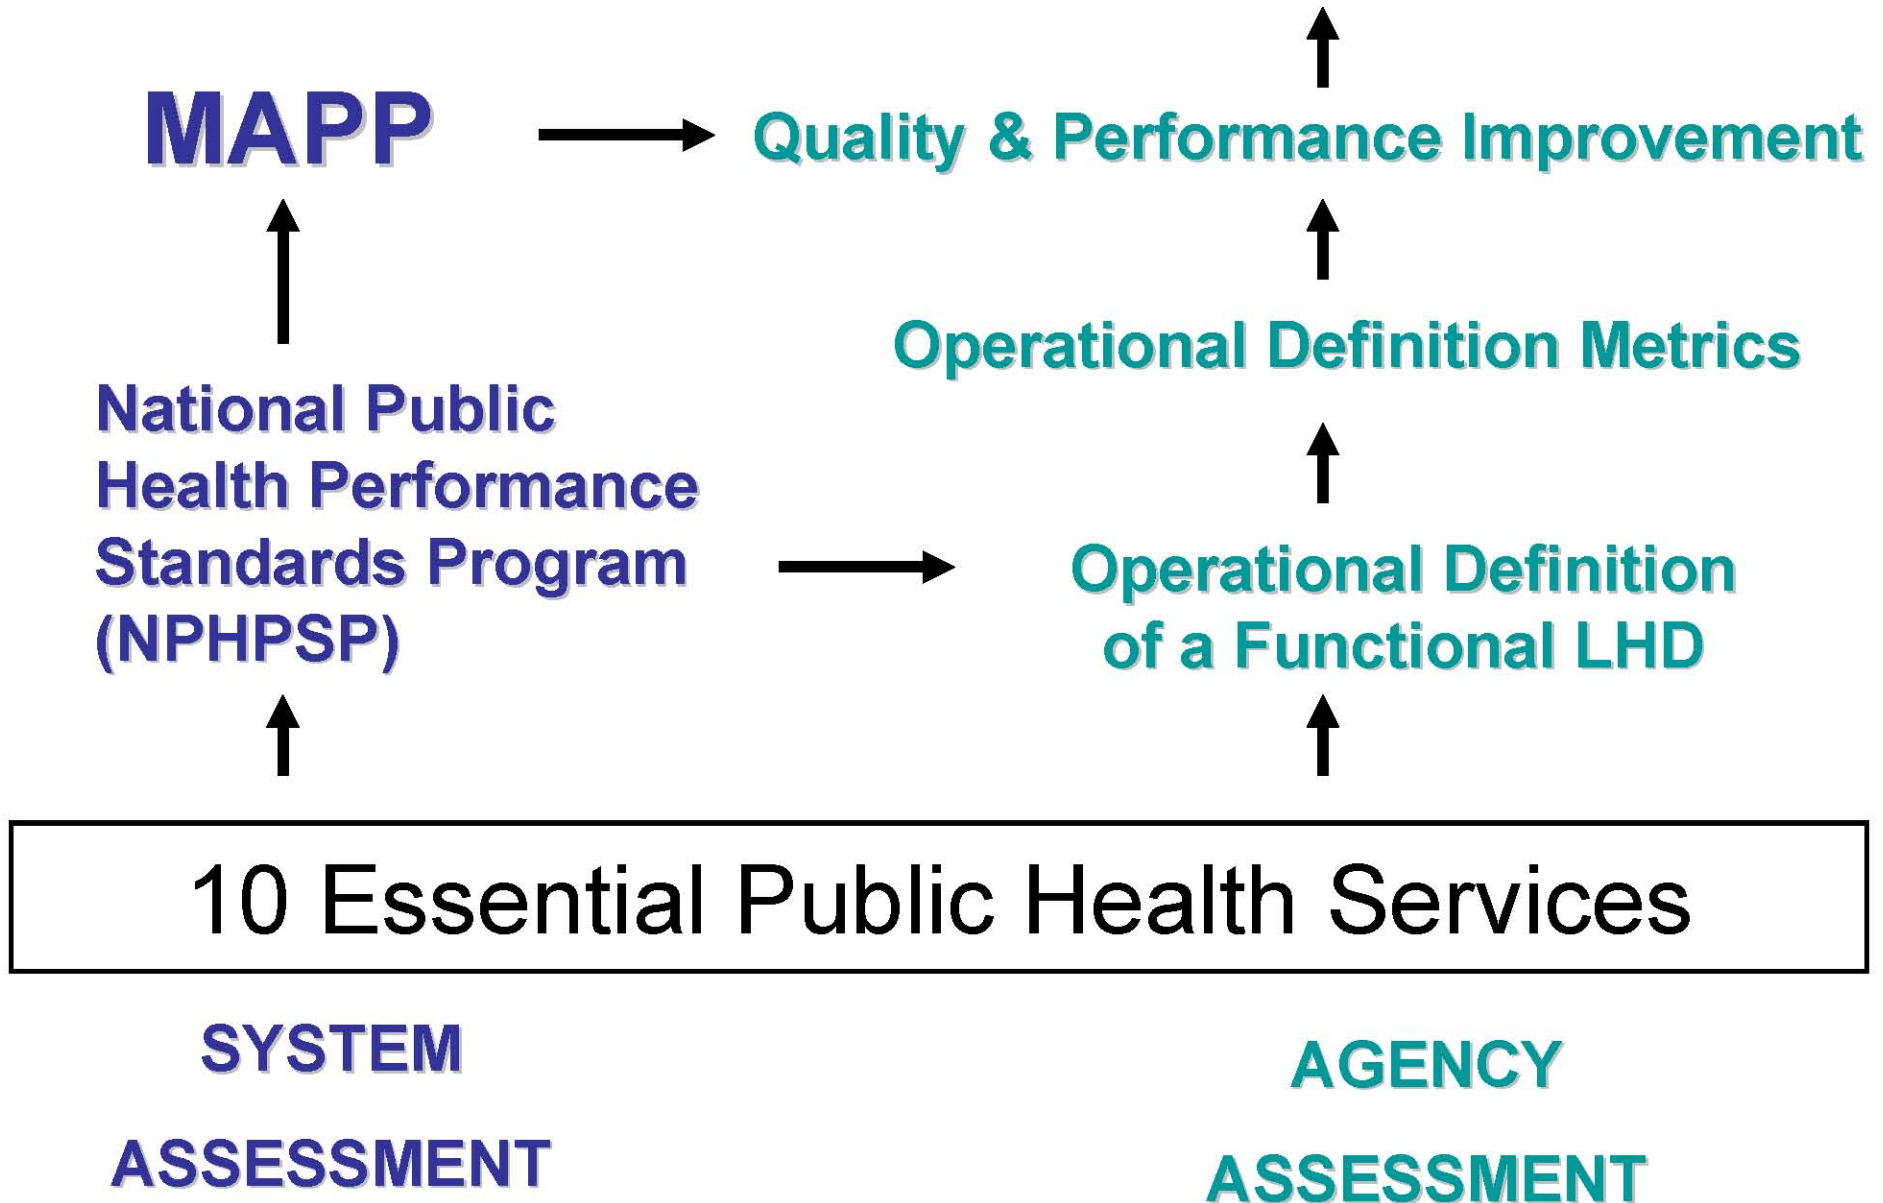 MAPP
Quality & Performance Improvement
Operational Definition Metrics
National Public
Health Performance
Standards Program
(NPHPSP)
Operational Definition
of a Functional LHD
10 Essential Public Health Services
SYSTEM
ASSESSMENT
AGENCY
ASSESSMENT